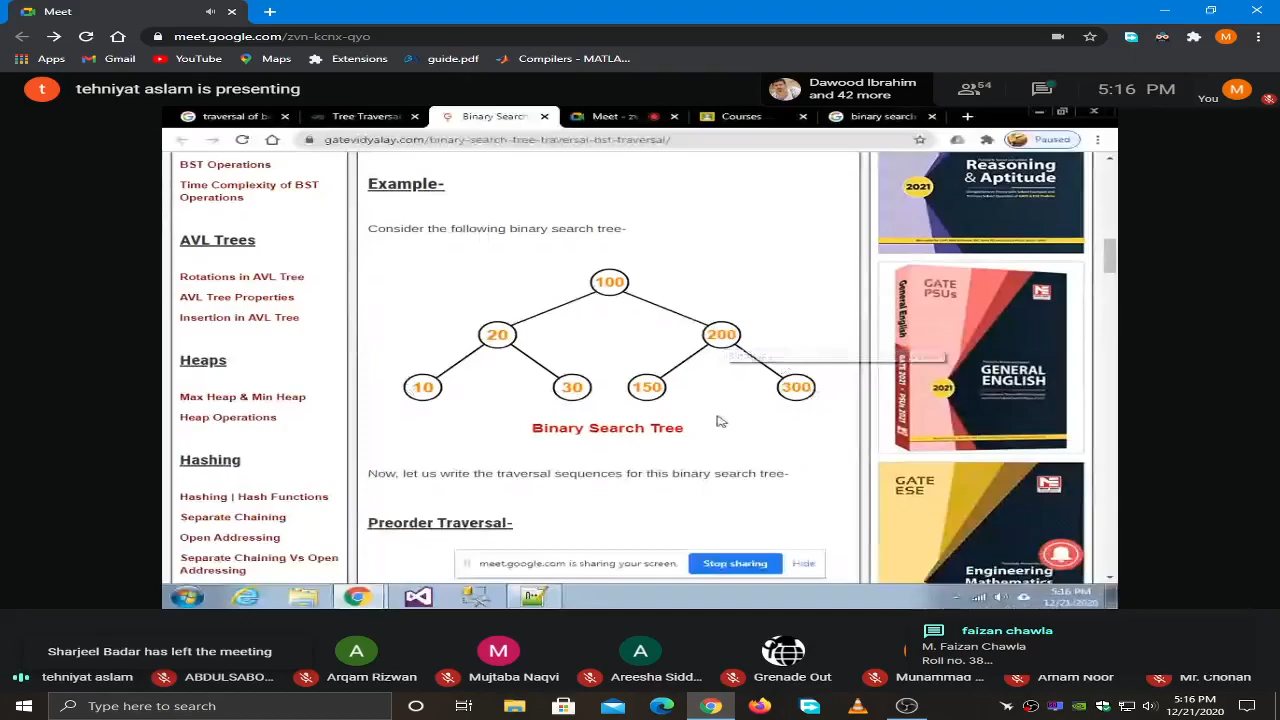 Meet
meet.google.com/zvn-kcnx-qyo
Apps
Gmail
YouTube
Maps
Extensions
guide.pdf
Compilers - MATLA...
t
tehniyat aslam is presenting
Dawood Ibrahim
and 42 more
54
5:16 PM
You
M
traversal of b
Tree Traversal
Binary Search
Meet - zv
Courses
binary search
gatevidyalay.com/binary-search-tree-traversal-bst-traversal/
Paused
BST Operations
Time Complexity of BST
Operations
AVL Trees
Rotations in AVL Tree
AVL Tree Properties
Insertion in AVL Tree
Heaps
Max Heap & Min Heap
Heap Operations
Hashing
Hashing | Hash Functions
Separate Chaining
Open Addressing
Separate Chaining Vs Open
Addressing
Example-
Consider the following binary search tree-
100
20
200
10
30
150
300
Binary Search Tree
Now, let us write the traversal sequences for this binary search tree-
Preorder Traversal-
meet.google.com is sharing your screen.
Stop sharing
Hide
Reasoning
& Aptitude
2021
GATE
PSUs
General English
GENERAL
ENGLISH
2021
GATE
ESE
Engineering
Mathematics
5:16 PM
12/21/2020
Sharjeel Badar has left the meeting
A
M
A
faizan chawla
M. Faizan Chawla
Roll no. 38...
tehniyat aslam
ABDULSABO...
Arqam Rizwan
Mujtaba Naqvi
Areesha Sidd...
Grenade Out
Muhammad ...
Amam Noor
Mr. Chohan
Type here to search
5:16 PM
12/21/2020